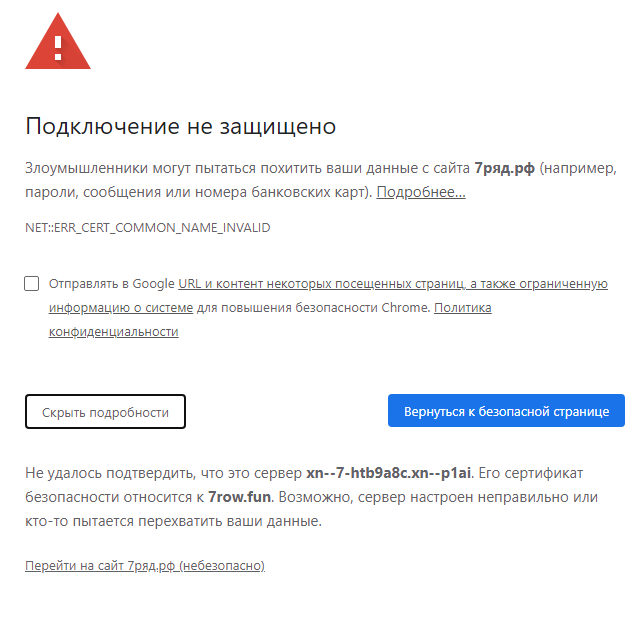 Подключение не защищено
Злоумышленники могут пытаться похитить ваши данные с сайта 7ряд.рф (например,
пароли, сообщения или номера банковских карт). Подробнее...
NET::ERR_CERT_COMMON_NAME_INVALID
Отправлять в Google URL и контент некоторых посещенных страниц, а также ограниченную
информацию о системе для повышения безопасности Chrome. Политика
конфиденциальности
Скрыть подробности
Вернуться к безопасной странице
Не удалось подтвердить, что это сервер xn--7-htb9a8c.xn--p1ai. Его сертификат
безопасности относится к 7row.fun. Возможно, сервер настроен неправильно или
кто-то пытается перехватить ваши данные.
Перейти на сайт 7ряд.рф (небезопасно)